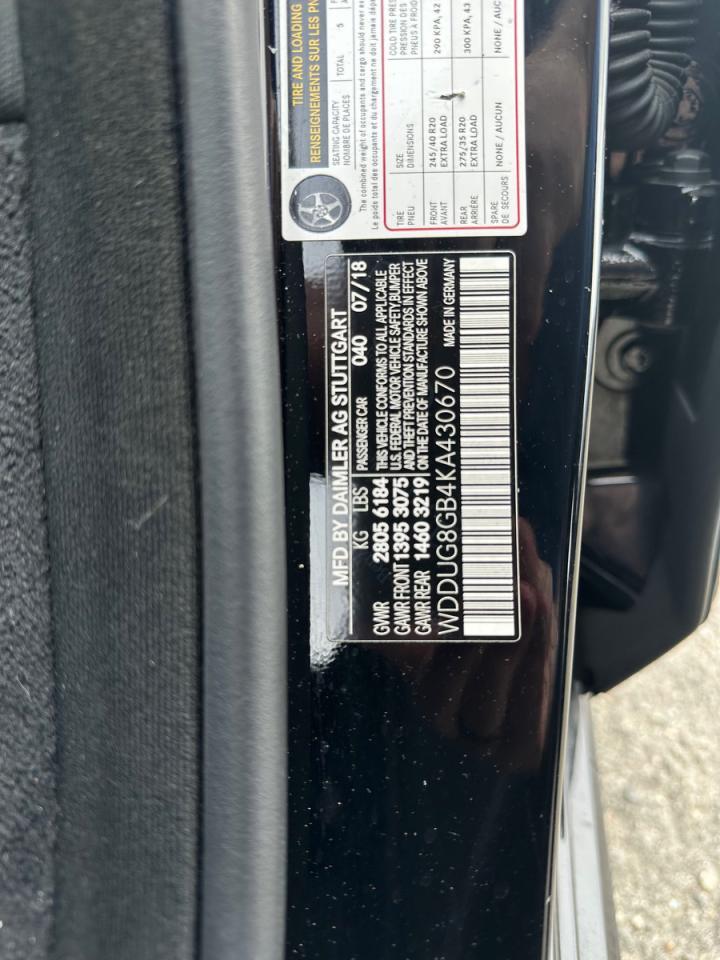 TIRE AND LOADING
RENSEIGNEMENTS SUR LES PN
SEATING CAPACITY
NOMBRE DE PLACES
TOTAL 5
The combined weight of occupants and cargo should never
Le poids total des occupants et du chargement ne doit jamais
TIRE
PNEU
SIZE
DIMENSIONS
COLD TIRE PRES
PRESSION DES
PNEUS À FROID
FRONT
AVANT
245/40 R20
EXTRA LOAD
290 KPA, 42
REAR
ARRIÈRE
275/35 R20
EXTRA LOAD
300 KPA, 43
SPARE
DE SECOURS
NONE / AUCUN
NONE / AUC
MFD BY DAIMLER AG STUTTGART
KG LBS PASSENGER CAR 040 07/18
GVWR 2805 6184 THIS VEHICLE CONFORMS TO ALL APPLICABLE
GAWR FRONT 1395 3075 U.S. FEDERAL MOTOR VEHICLE SAFETY, BUMPER
AND THEFT PREVENTION STANDARDS IN EFFECT
GAWR REAR 1460 3219 ON THE DATE OF MANUFACTURE SHOWN ABOVE
WDDUG8GB4KA430670 MADE IN GERMANY